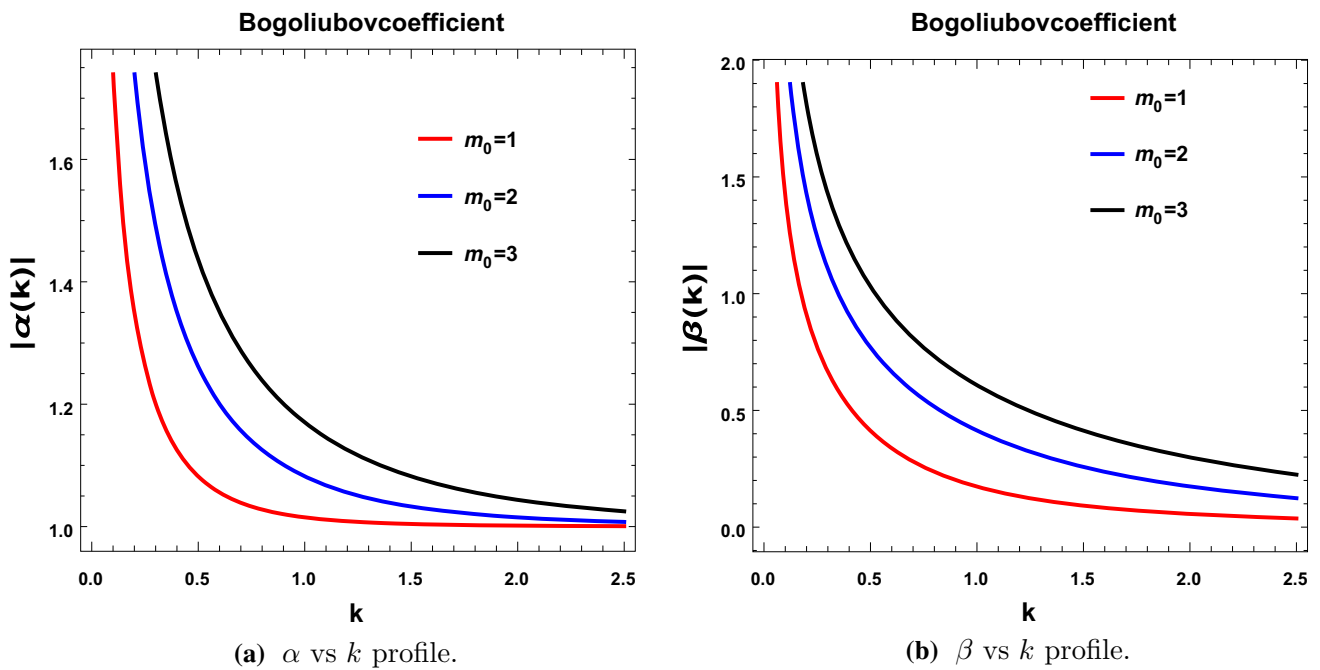 Bogoliubovcoefficient
|α(k)|
1.6
1.4
1.2
1.0
m0=1
m0=2
m0=3
0.0 0.5 1.0 1.5 2.0 2.5
k
(a) α vs k profile.
Bogoliubovcoefficient
|β(k)|
2.0
1.5
1.0
0.5
0.0
m0=1
m0=2
m0=3
0.0 0.5 1.0 1.5 2.0 2.5
k
(b) β vs k profile.